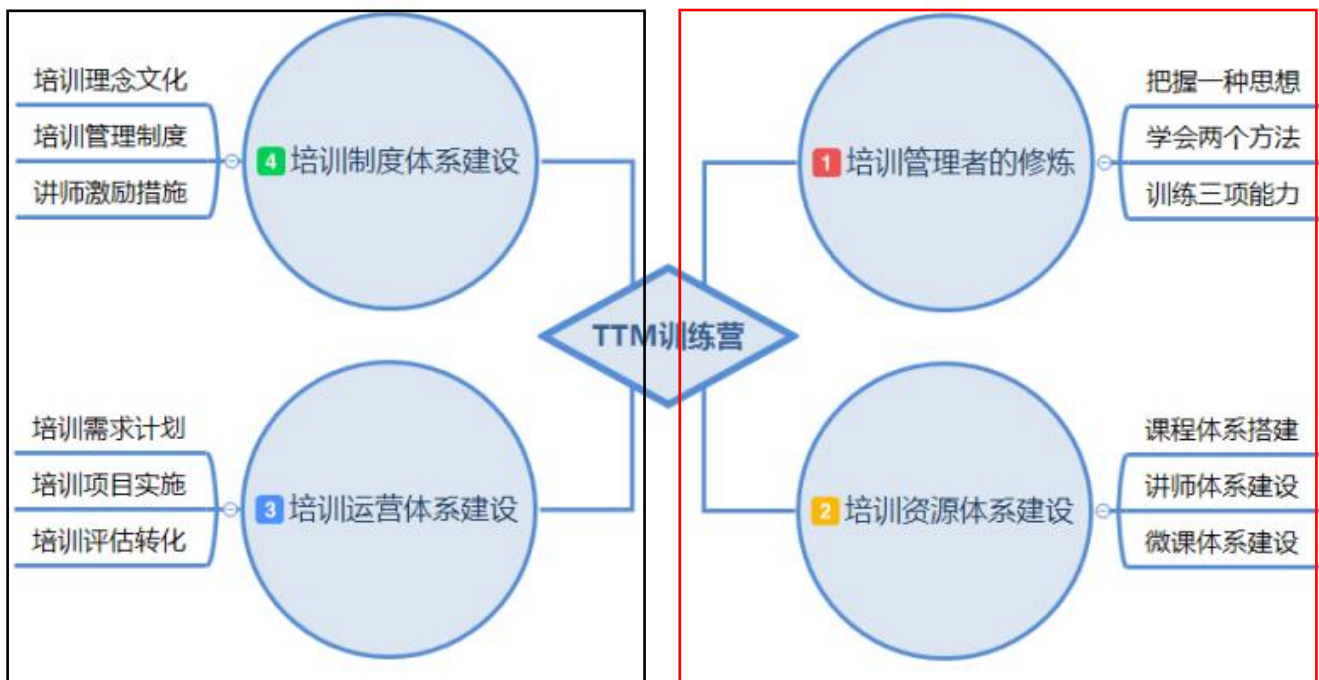 培训理念文化
培训管理制度
讲师激励措施
4 培训制度体系建设
1 培训管理者的修炼
把握一种思想
学会两个方法
训练三项能力
TTM训练营
培训需求计划
培训项目实施
培训评估转化
3 培训运营体系建设
2 培训资源体系建设
课程体系搭建
讲师体系建设
微课体系建设